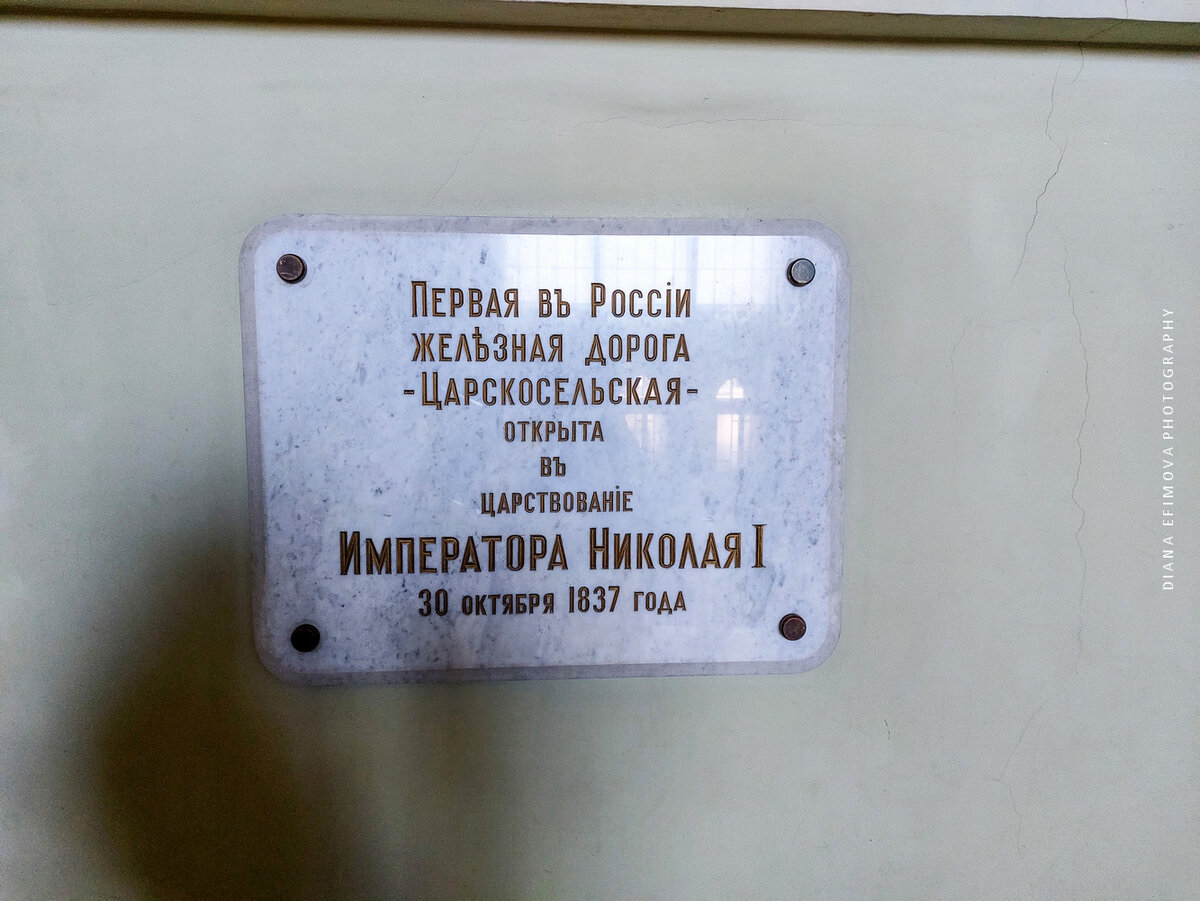 Первая въ Россіи
желѣзная дорога
-Царскосельская-
открыта
въ
царствованіе
Императора Николая I
30 октября 1837 года
DIANA EFIMOVA PHOTOGRAPHY